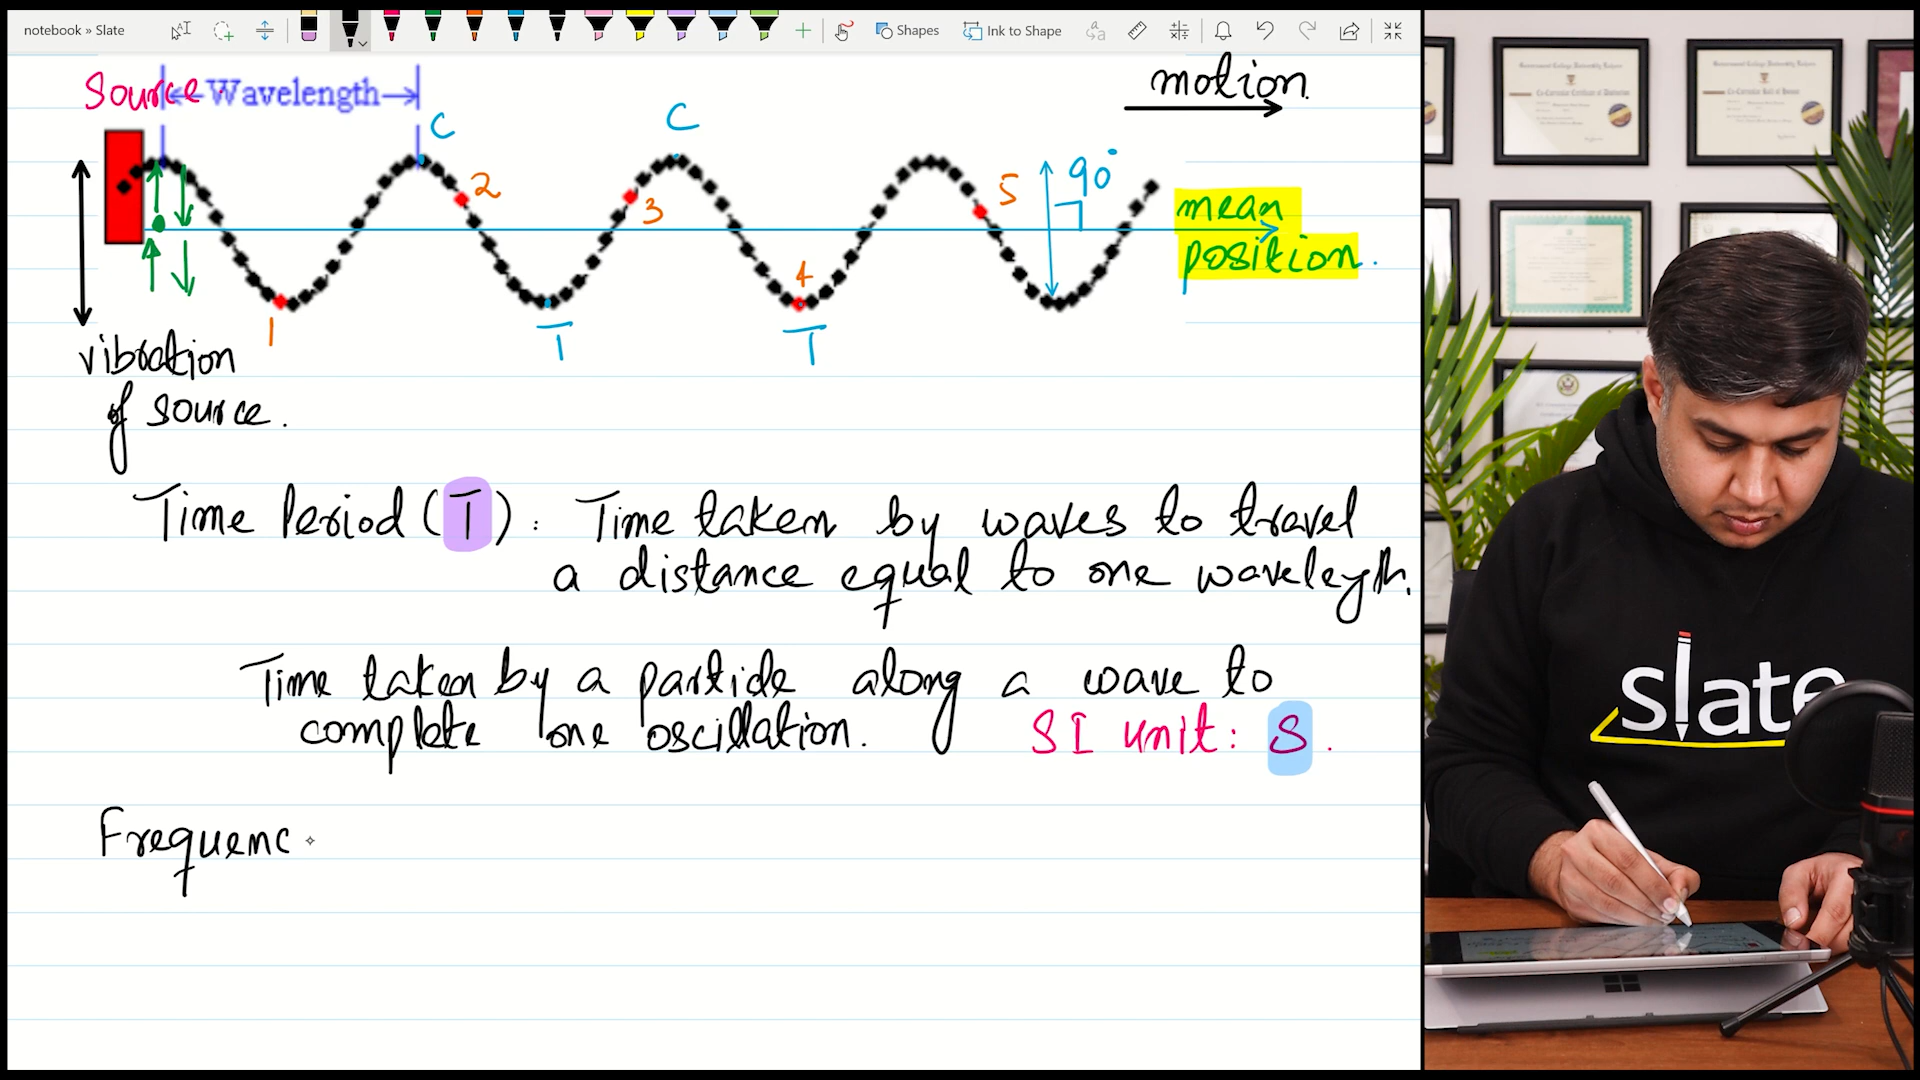 notebook » Slate
Shapes
Ink to Shape
Source
Wavelength
motion
C
C
2
3
5
90°
mean
position.
4
1
T
T
vibration
of source.
Time Period (T): Time taken by waves to travel
a distance equal to one wavelegth.
Time taken by a particle along a wave to
complete one oscillation. SI unit: S.
Frequenc
slate